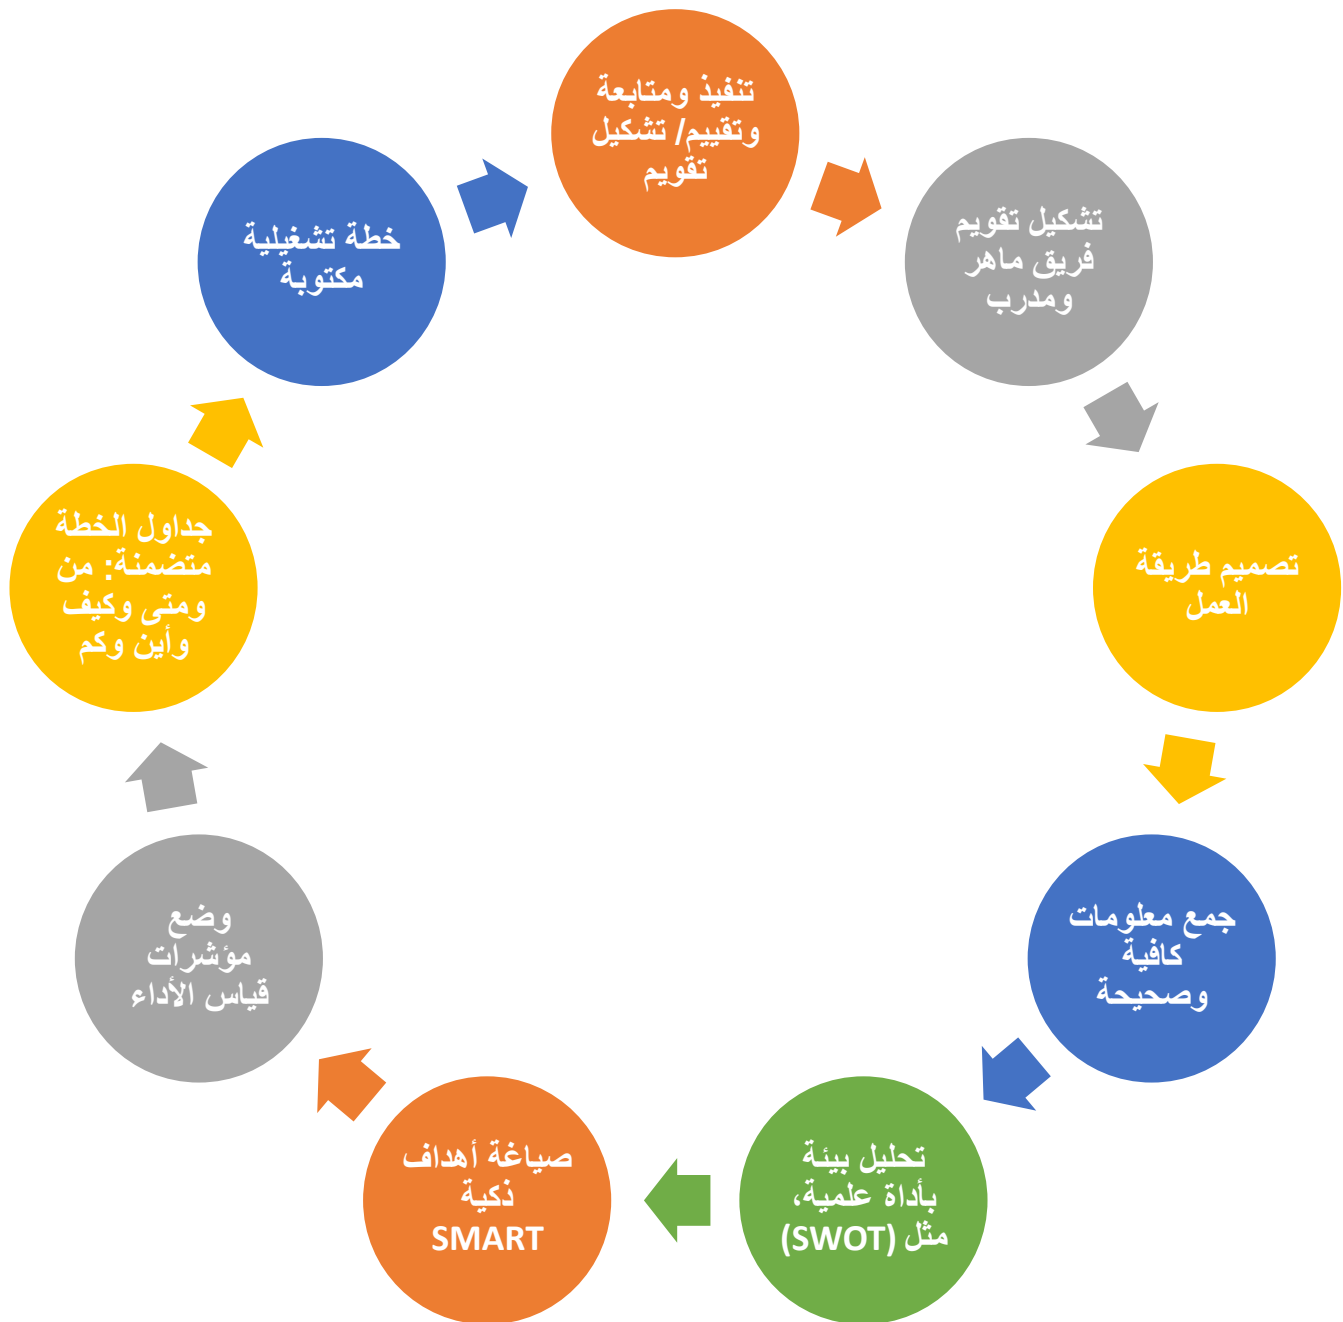 تنفيذ ومتابعة
وتقييم/ تشكيل
تقويم
تشكيل تقويم
فريق ماهر
ومدرب
تصميم طريقة
العمل
جمع معلومات
كافية
وصحيحة
تحليل بيئة
بأداة علمية،
مثل (SWOT)
صياغة أهداف
ذكية
SMART
وضع
مؤشرات
قياس الأداء
جداول الخطة
متضمنة: من
ومتى وكيف
وأين وكم
خطة تشغيلية
مكتوبة